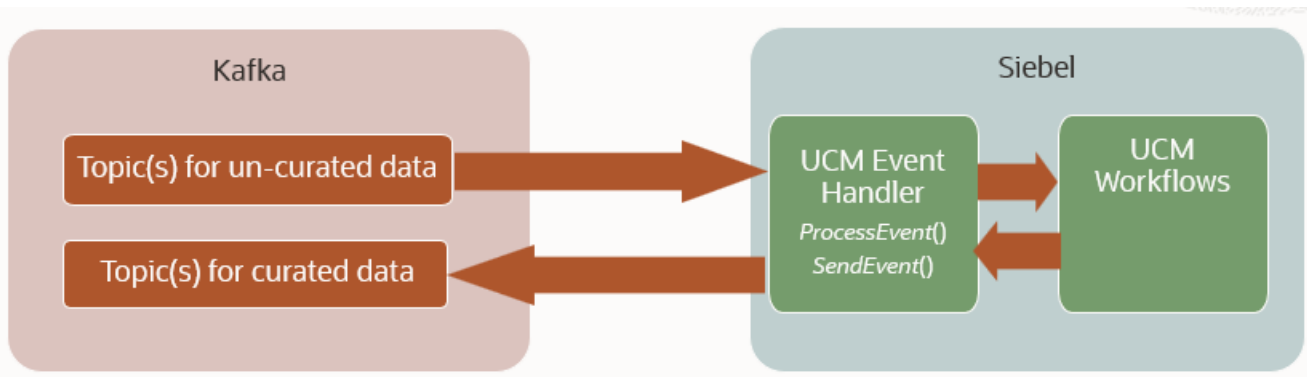 Kafka
Topic(s) for un-curated data
Topic(s) for curated data
Siebel
UCM Event
Handler
ProcessEvent()
SendEvent()
UCM
Workflows